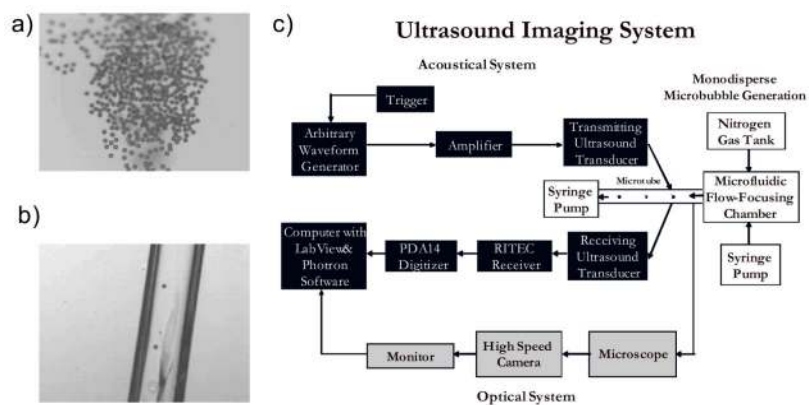 a)
b)
c)
Ultrasound Imaging System
Acoustical System
Trigger
Arbitrary
Waveform
Generator
Amplifier
Transmitting
Ultrasound
Transducer
Monodisperse
Microbubble Generation
Nitrogen
Gas Tank
Microtube
Syringe
Pump
Microfluidic
Flow-Focusing
Chamber
Syringe
Pump
Computer with
LabView&
Photron
Software
PDA14
Digitizer
RITEC
Receiver
Receiving
Ultrasound
Transducer
Monitor
High Speed
Camera
Microscope
Optical System